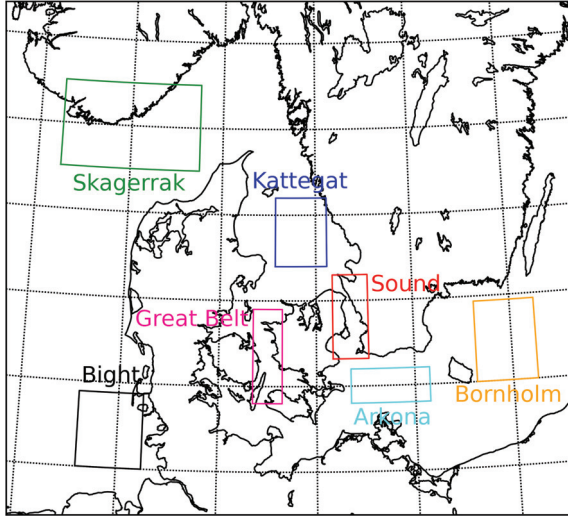 Skagerrak
Kattegat
Sound
Great Belt
Bight
Bornholm
Arkona